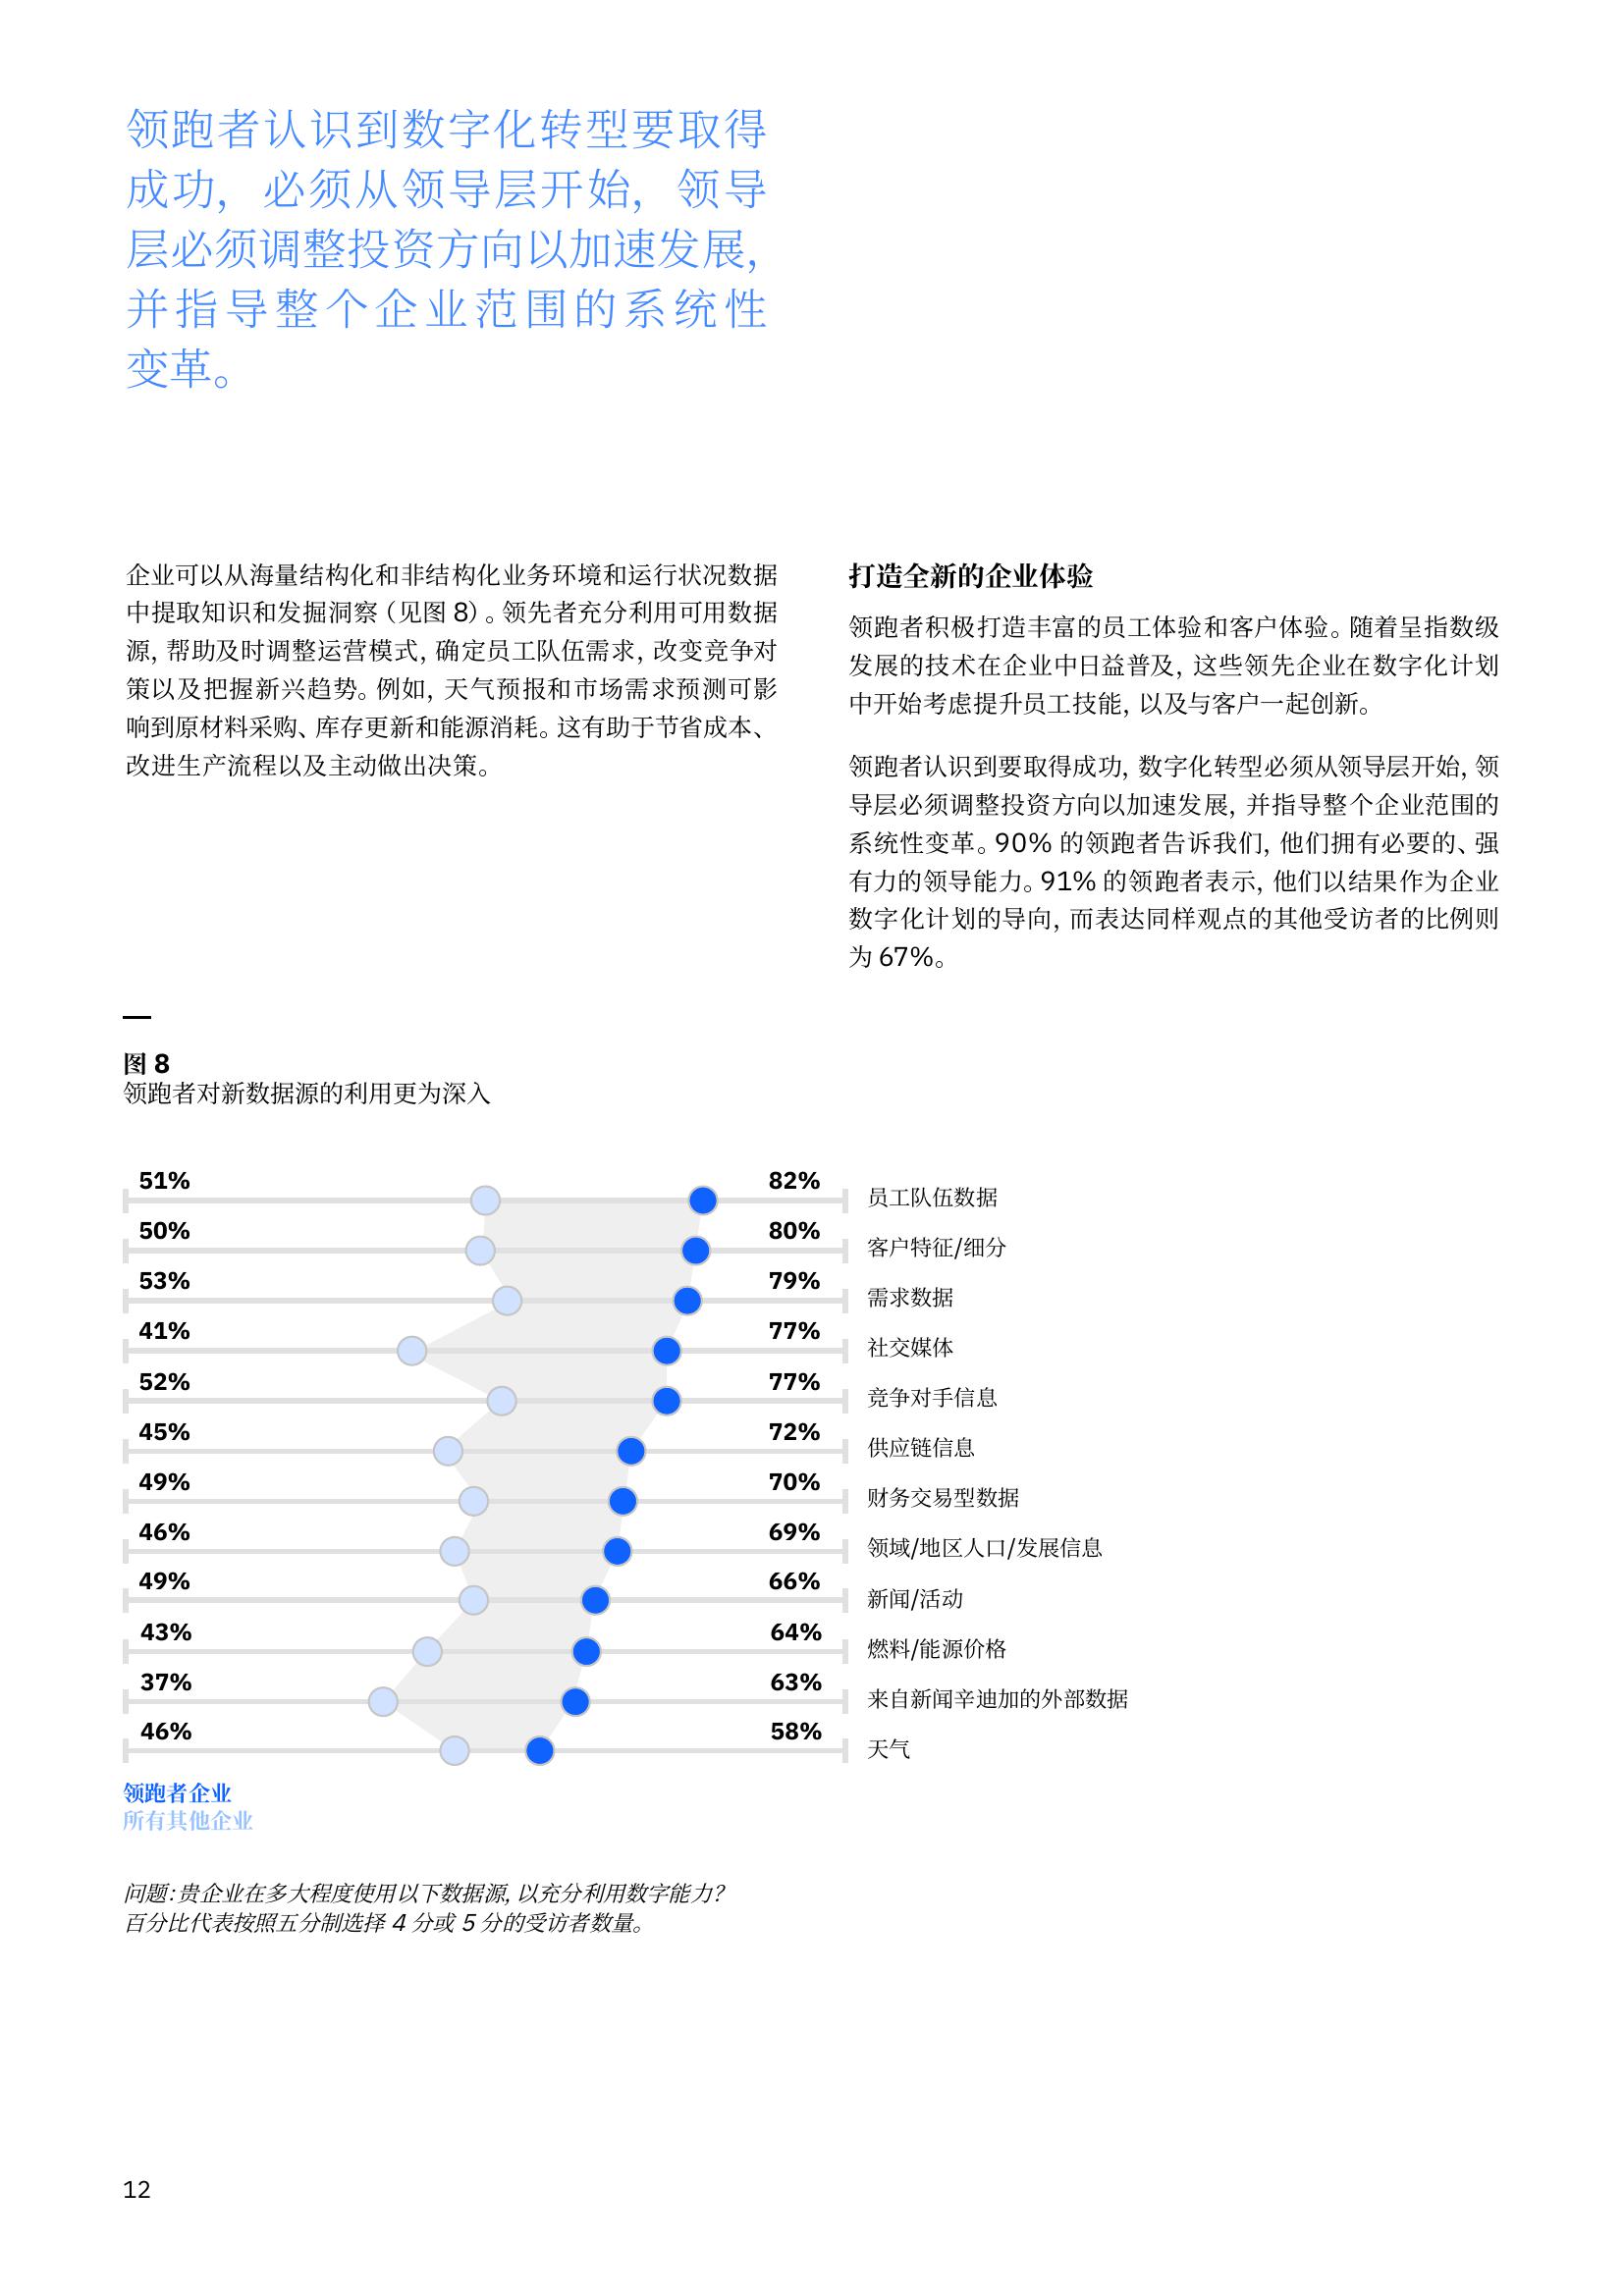 领跑者认识到数字化转型要取得
成功，必须从领导层开始，领导
层必须调整投资方向以加速发展，
并指导整个企业范围的系统性
变革。
企业可以从海量结构化和非结构化业务环境和运行状况数据
中提取知识和发掘洞察（见图 8）。领先者充分利用可用数据
源，帮助及时调整运营模式，确定员工队伍需求，改变竞争对
策以及把握新兴趋势。例如，天气预报和市场需求预测可影
响到原材料采购、库存更新和能源消耗。这有助于节省成本、
改进生产流程以及主动做出决策。
打造全新的企业体验
领跑者积极打造丰富的员工体验和客户体验。随着呈指数级
发展的技术在企业中日益普及，这些领先企业在数字化计划
中开始考虑提升员工技能，以及与客户一起创新。
领跑者认识到要取得成功，数字化转型必须从领导层开始，领
导层必须调整投资方向以加速发展，并指导整个企业范围的
系统性变革。90% 的领跑者告诉我们，他们拥有必要的、强
有力的领导能力。91% 的领跑者表示，他们以结果作为企业
数字化计划的导向，而表达同样观点的其他受访者的比例则
为 67%。
图 8
领跑者对新数据源的利用更为深入
51% 82% 员工队伍数据
50% 80% 客户特征/细分
53% 79% 需求数据
41% 77% 社交媒体
52% 77% 竞争对手信息
45% 72% 供应链信息
49% 70% 财务交易型数据
46% 69% 领域/地区人口/发展信息
49% 66% 新闻/活动
43% 64% 燃料/能源价格
37% 63% 来自新闻辛迪加的外部数据
46% 58% 天气
领跑者企业
所有其他企业
问题：贵企业在多大程度使用以下数据源，以充分利用数字能力？
百分比代表按照五分制选择 4 分或 5 分的受访者数量。
12